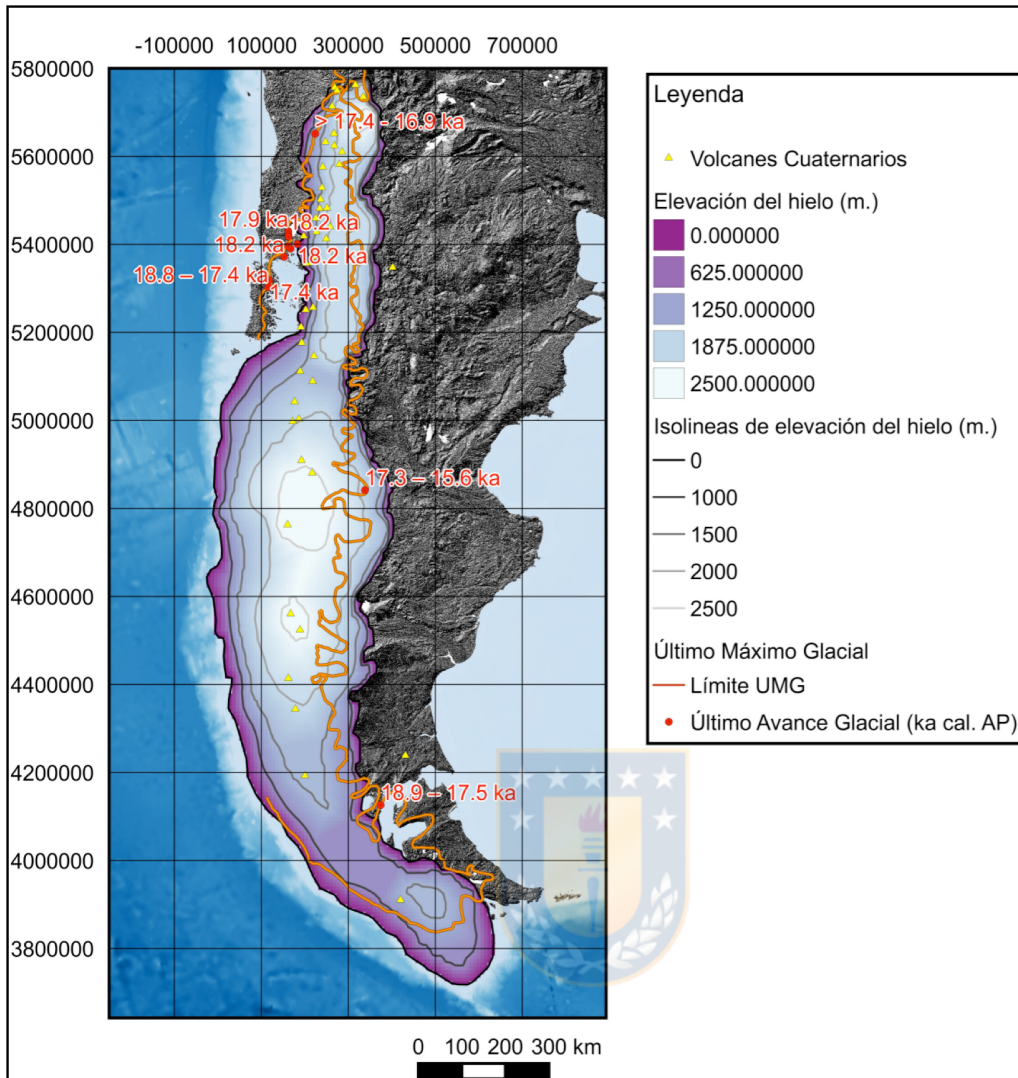 -100000 100000 300000 500000 700000
5800000
5600000
5400000
5200000
5000000
4800000
4600000
4400000
4200000
4000000
3800000
> 17.4 - 16.9 ka
17.9 ka
18.2 ka
18.2 ka
18.2 ka
18.8 – 17.4 ka
17.4 ka
17.3 – 15.6 ka
18.9 – 17.5 ka
Leyenda
Volcanes Cuaternarios
Elevación del hielo (m.)
0.000000
625.000000
1250.000000
1875.000000
2500.000000
Isolineas de elevación del hielo (m.)
0
1000
1500
2000
2500
Último Máximo Glacial
Límite UMG
Último Avance Glacial (ka cal. AP)
0 100 200 300 km